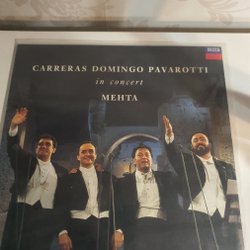 DECCA
CARRERAS DOMINGO PAVAROTTI
in concert
MEHTA